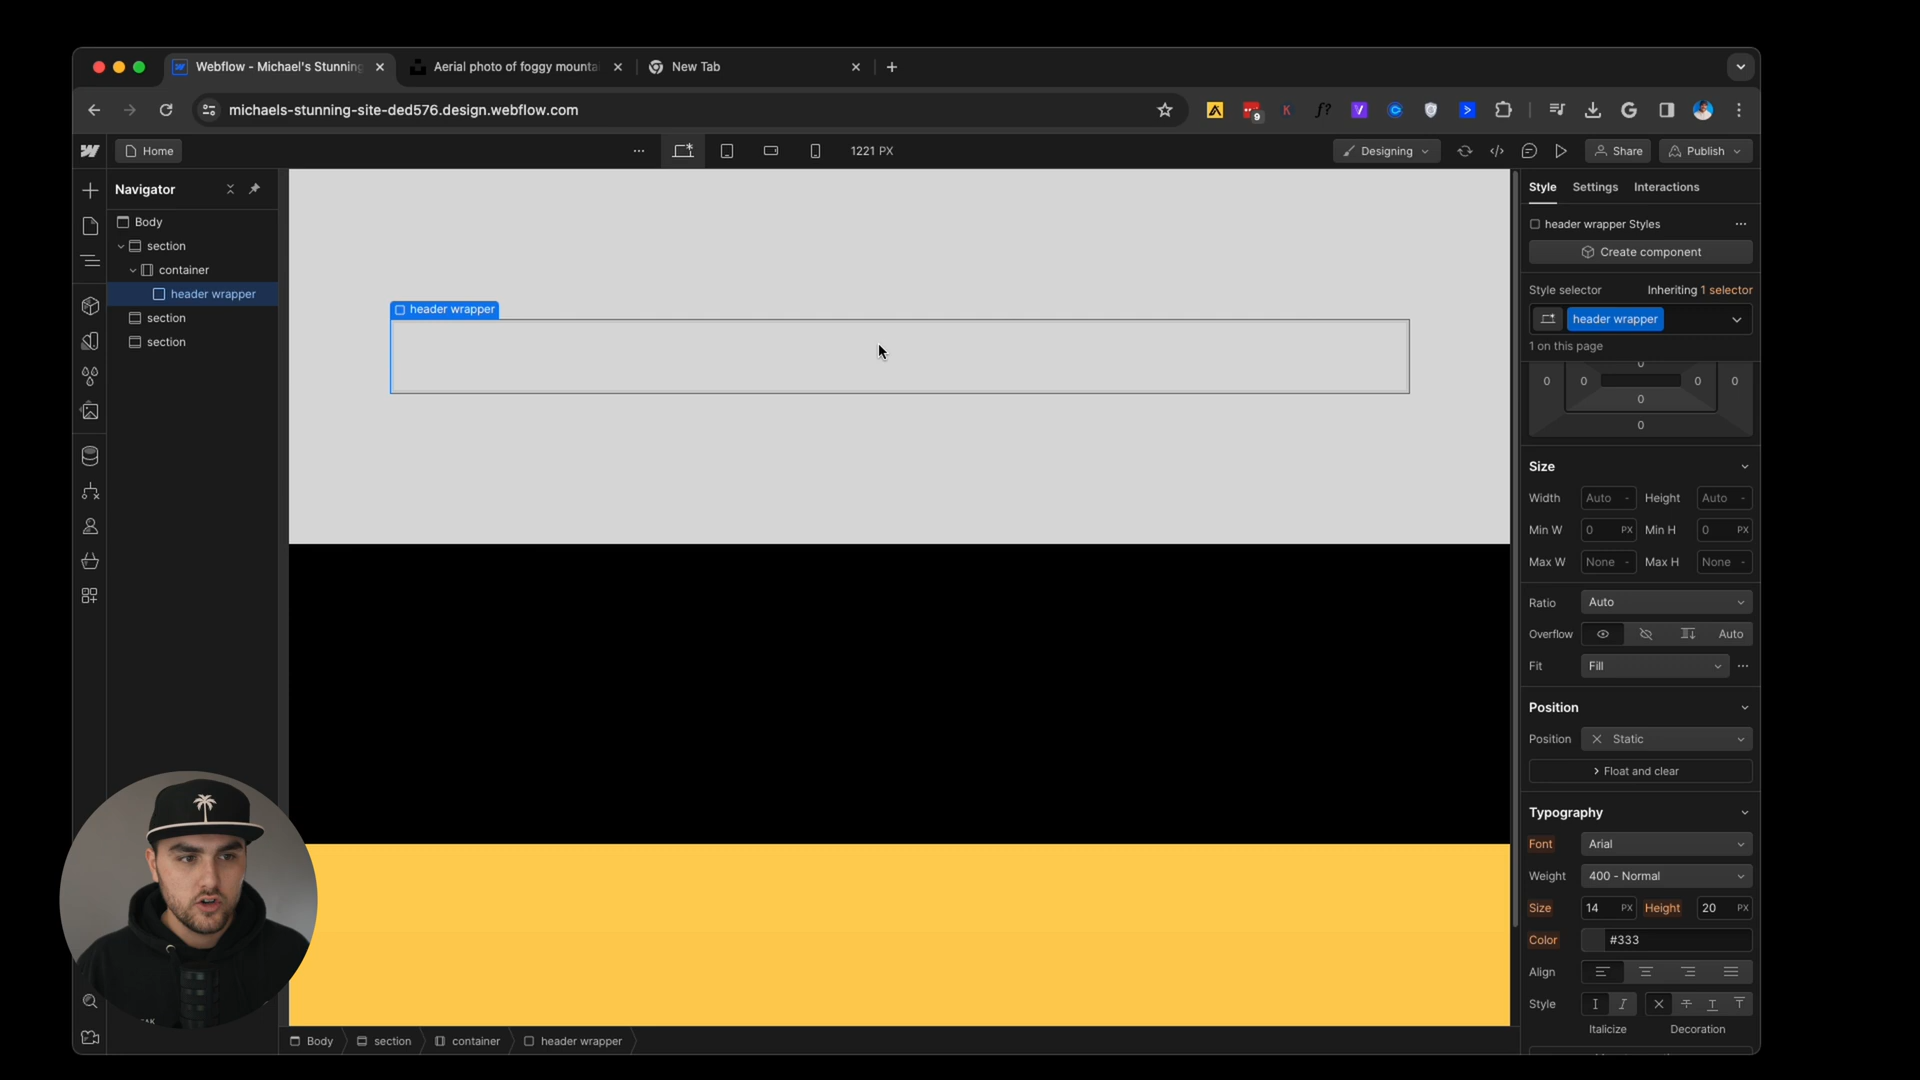 Webflow - Michael's Stunning
Aerial photo of foggy mounta
New Tab
michaels-stunning-site-ded576.design.webflow.com
9
K
f?
V
G
Home
1221 PX
Designing
Share
Publish
Navigator
Body
section
container
header wrapper
section
section
header wrapper
Style Settings Interactions
header wrapper Styles
Create component
Style selector Inheriting 1 selector
header wrapper
1 on this page
0
0 0 0 0
0
0
Size
Width Auto - Height Auto -
Min W 0 PX Min H 0 PX
Max W None - Max H None -
Ratio Auto
Overflow Auto
Fit Fill
Position
Position Static
Float and clear
Typography
Font Arial
Weight 400 - Normal
Size 14 PX Height 20 PX
Color #333
Align
Style
Italicize Decoration
Body section container header wrapper